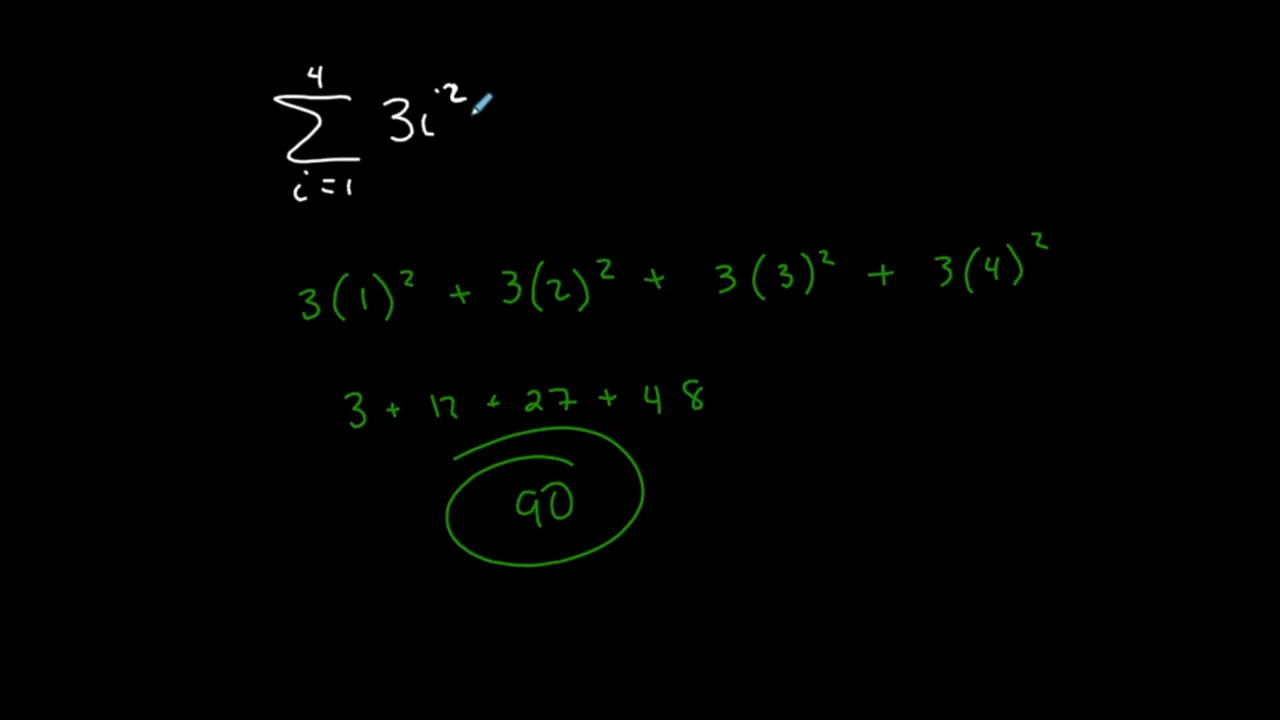 4
∑ 3i²
i=1
3(1)² + 3(2)² + 3(3)² + 3(4)²
3 + 12 + 27 + 48
90